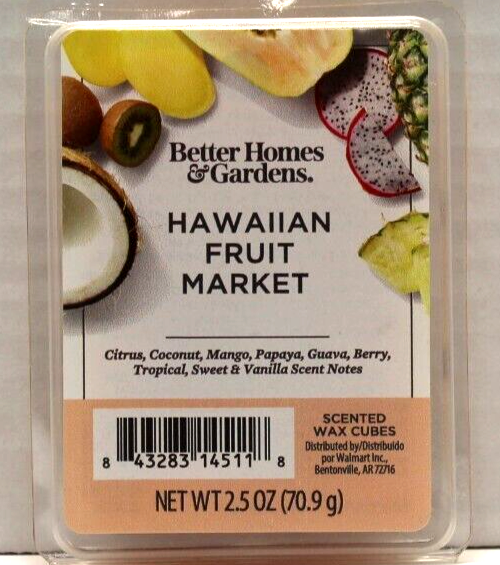 Better Homes
& Gardens.
HAWAIIAN
FRUIT
MARKET
Citrus, Coconut, Mango, Papaya, Guava, Berry,
Tropical, Sweet & Vanilla Scent Notes
8 43283 14511 8
SCENTED
WAX CUBES
Distributed by/Distribuido
por Walmart Inc.,
Bentonville, AR 72716
NET WT 2.5 OZ (70.9 g)